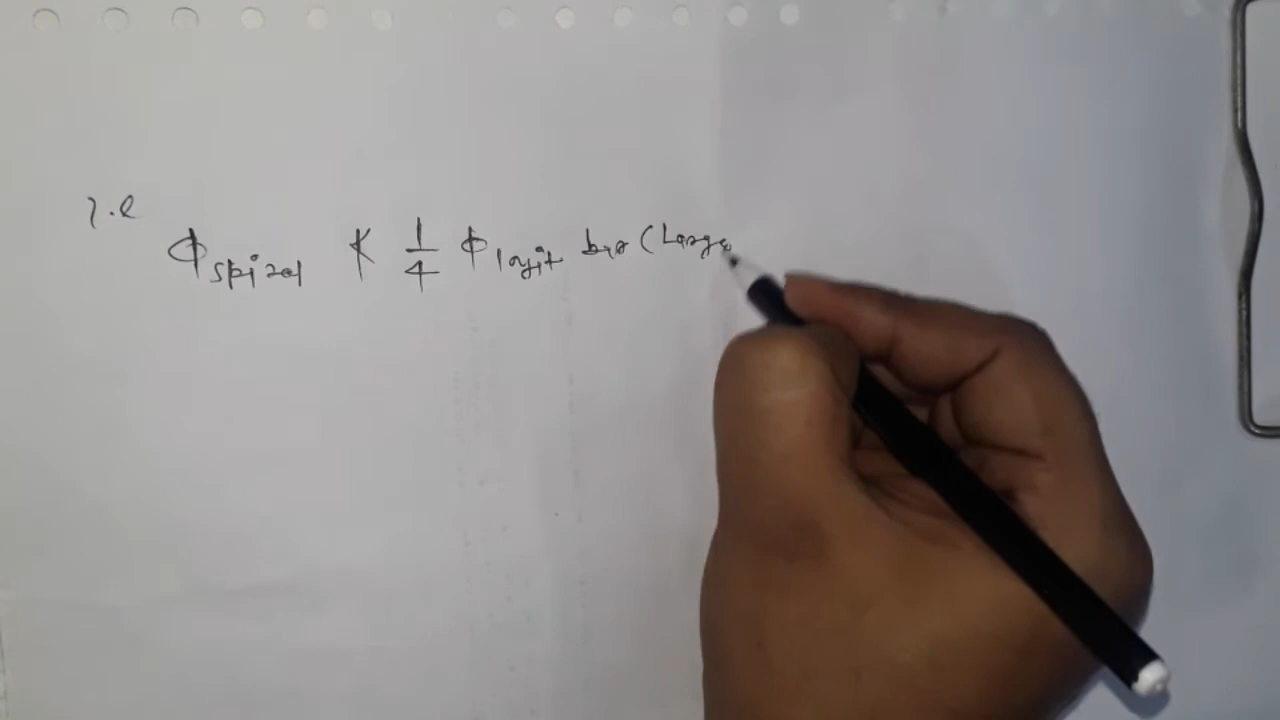 i.e
Φspiral ≮ 1/4 Φlongit bar (Large